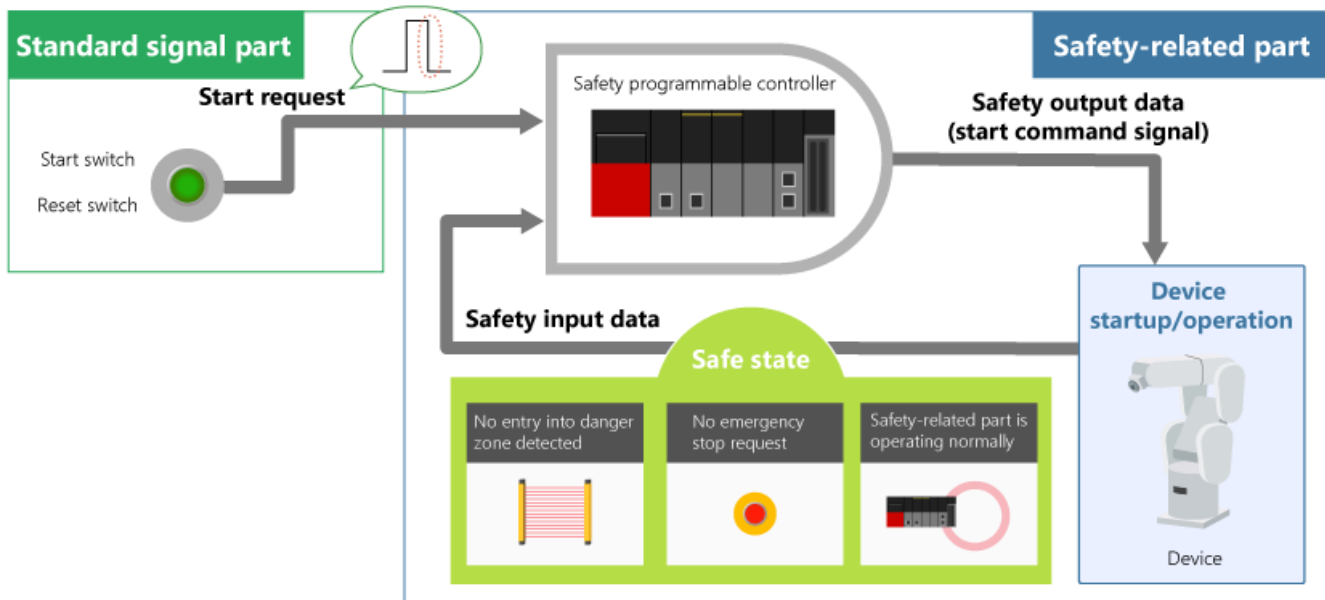 Standard signal part
Safety-related part
Start request
Start switch
Reset switch
Safety programmable controller
Safety output data
(start command signal)
Safety input data
Device
startup/operation
Device
Safe state
No entry into danger
zone detected
No emergency
stop request
Safety-related part is
operating normally